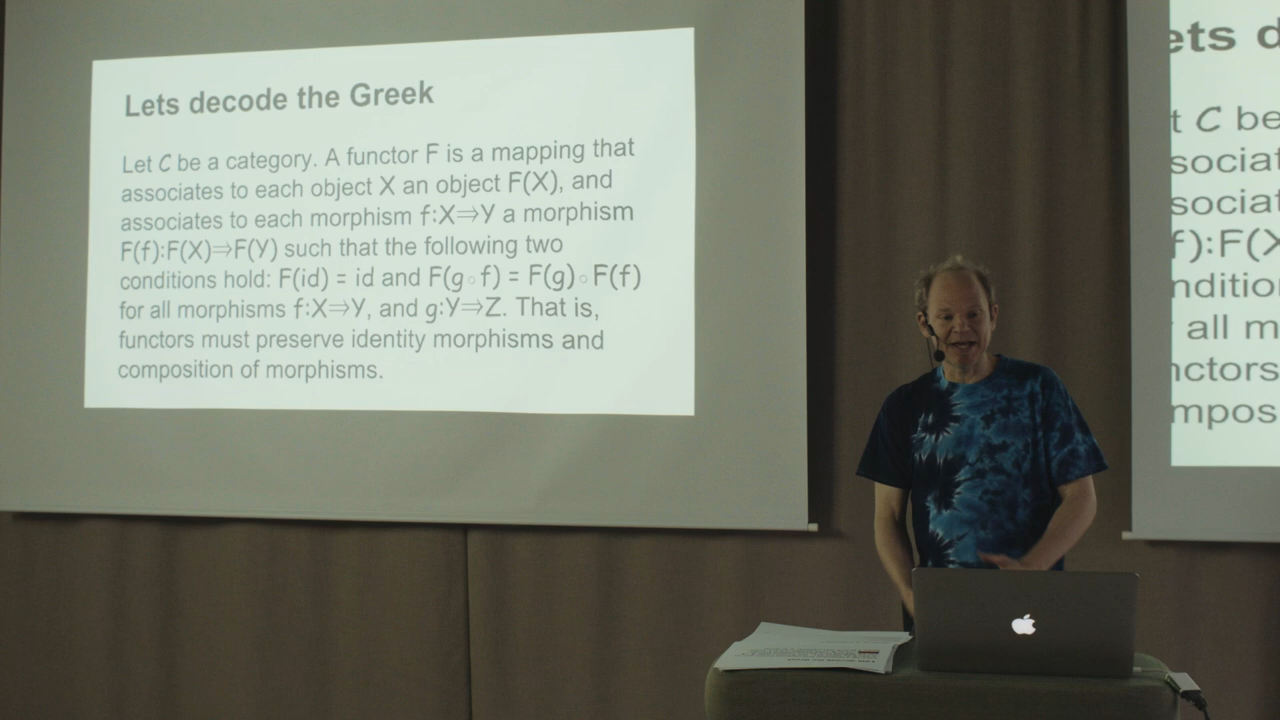 Lets decode the Greek
Let C be a category. A functor F is a mapping that
associates to each object X an object F(X), and
associates to each morphism f:X⇒Y a morphism
F(f):F(X)⇒F(Y) such that the following two
conditions hold: F(id) = id and F(g∘f) = F(g)∘F(f)
for all morphisms f:X⇒Y, and g:Y⇒Z. That is,
functors must preserve identity morphisms and
composition of morphisms.
ets d
t C be
sociat
sociat
f):F(X
nditio
all m
nctors
mpos